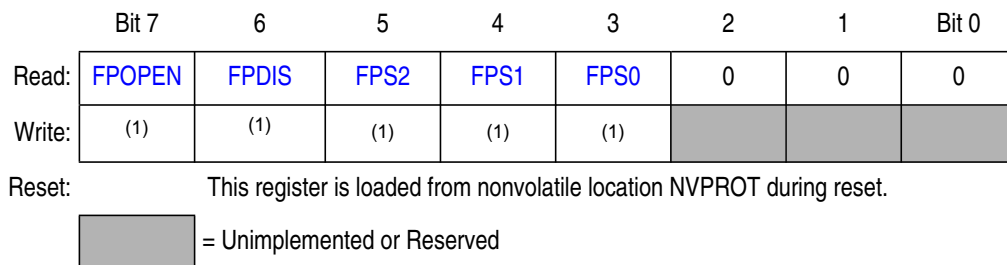 Bit 7 6 5 4 3 2 1 Bit 0
Read: FPOPEN FPDIS FPS2 FPS1 FPS0 0 0 0
Write: (1) (1) (1) (1) (1)
Reset: This register is loaded from nonvolatile location NVPROT during reset.
= Unimplemented or Reserved